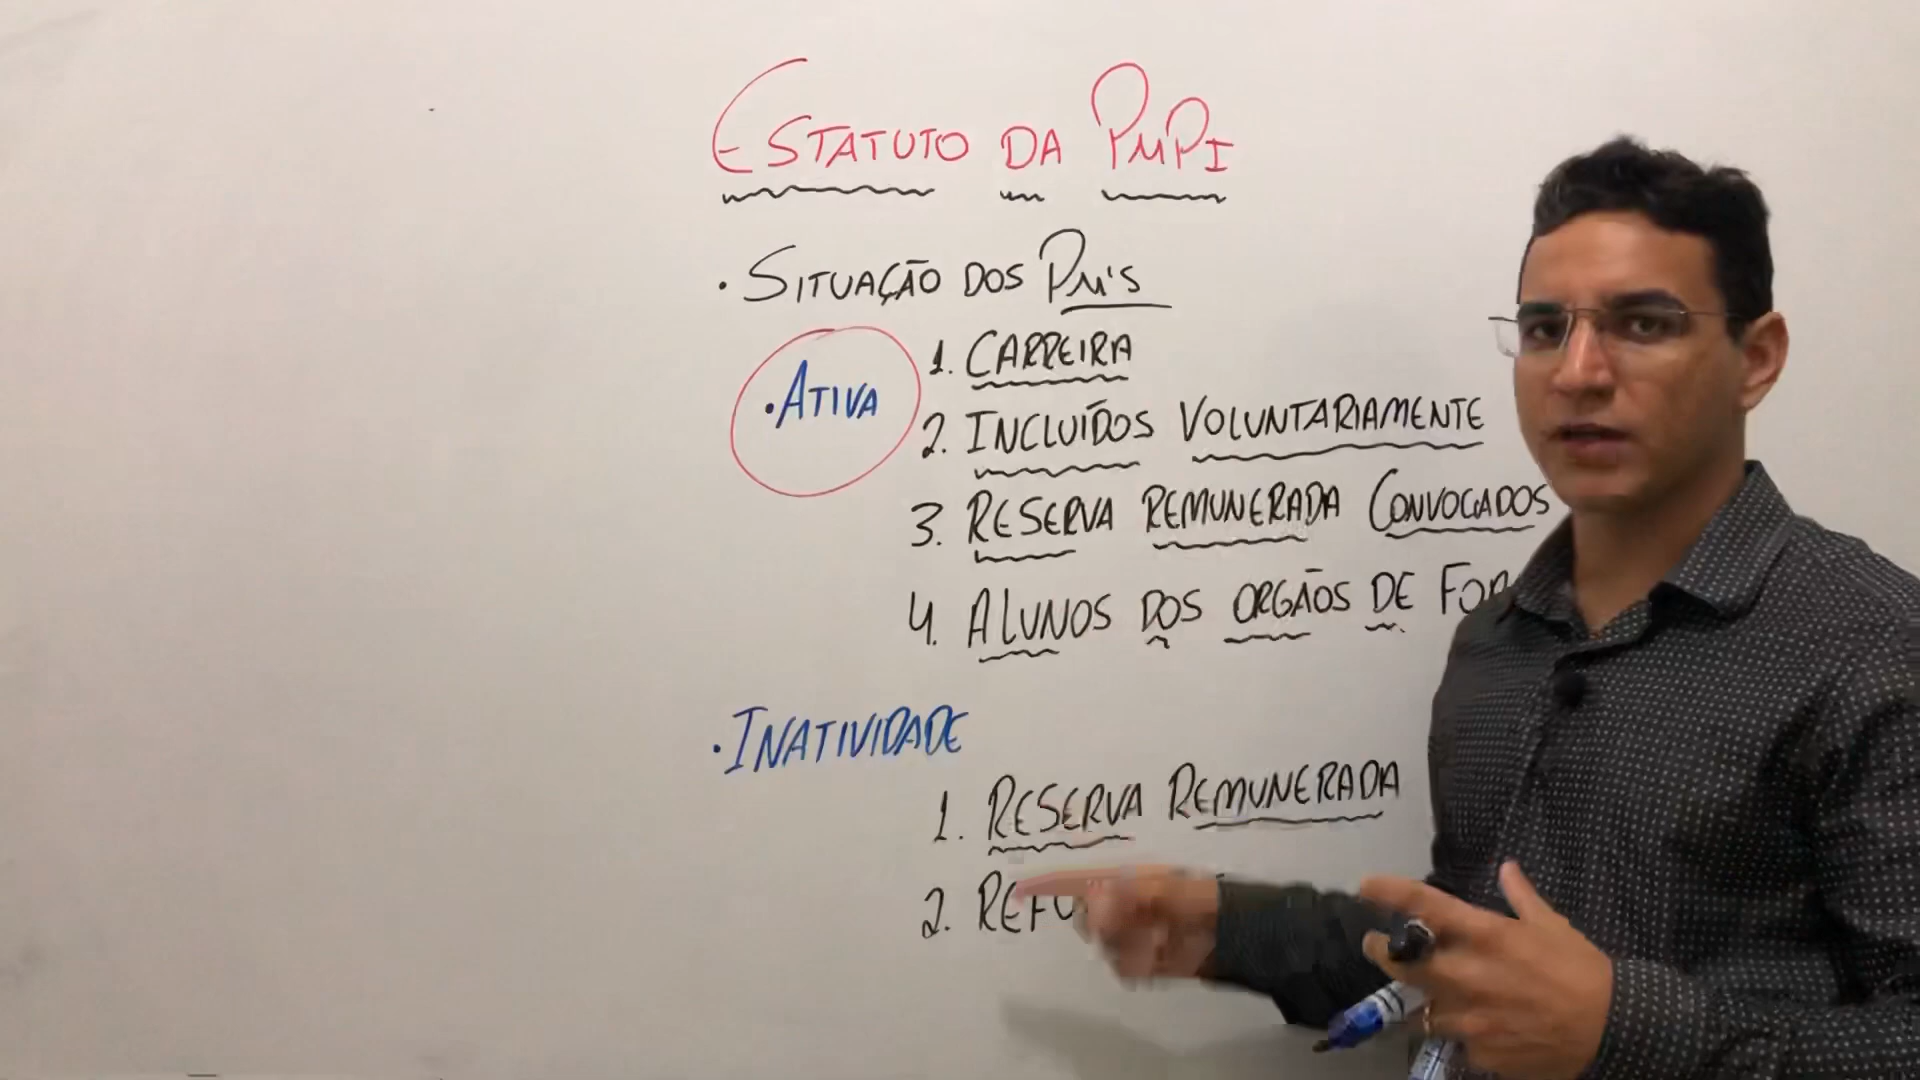 ESTATUTO DA PMPI
• SITUAÇÃO DOS PM'S
• ATIVA
1. CARREIRA
2. INCLUÍDOS VOLUNTARIAMENTE
3. RESERVA REMUNERADA CONVOCADOS
4. ALUNOS DOS ORGÃOS DE
• INATIVIDADE
1. RESERVA REMUNERADA
2.